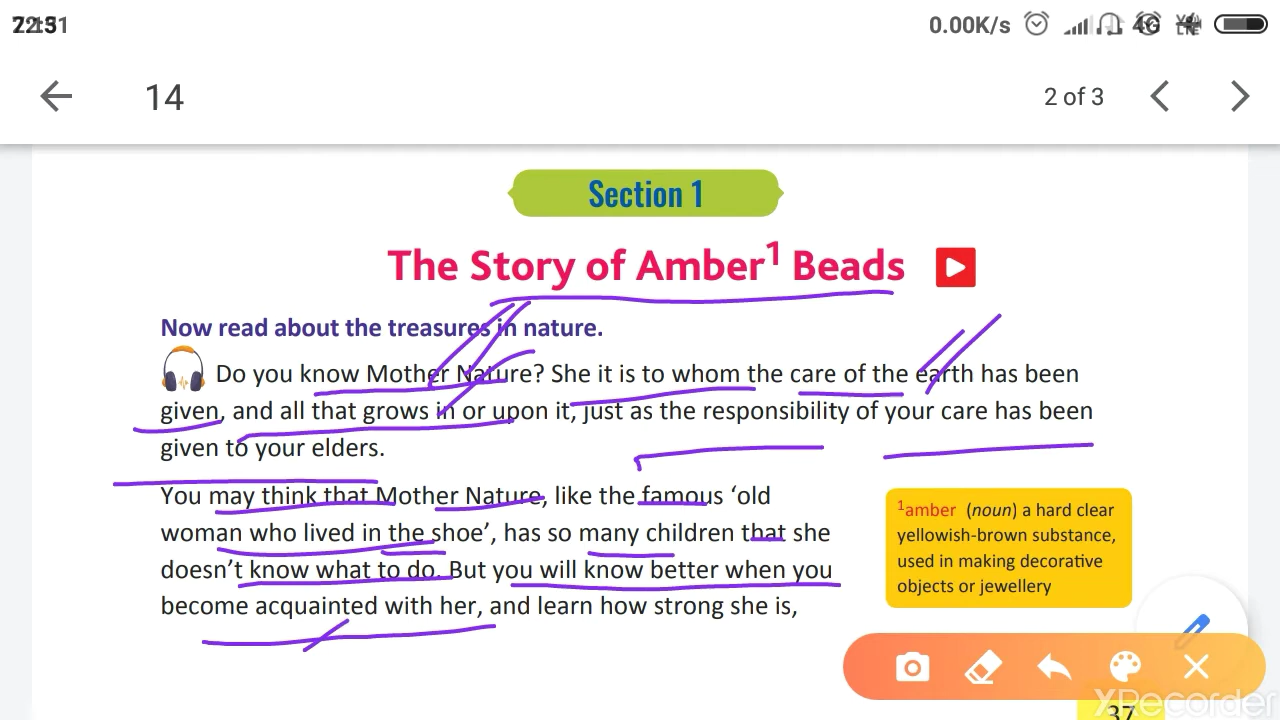 0.00K/s 4G
14
2 of 3
Section 1
The Story of Amber¹ Beads
Now read about the treasures in nature.
Do you know Mother Nature? She it is to whom the care of the earth has been
given, and all that grows in or upon it, just as the responsibility of your care has been
given to your elders.
You may think that Mother Nature, like the famous ‘old
woman who lived in the shoe’, has so many children that she
doesn’t know what to do. But you will know better when you
become acquainted with her, and learn how strong she is,
¹amber (noun) a hard clear
yellowish-brown substance,
used in making decorative
objects or jewellery
XRecorder
37